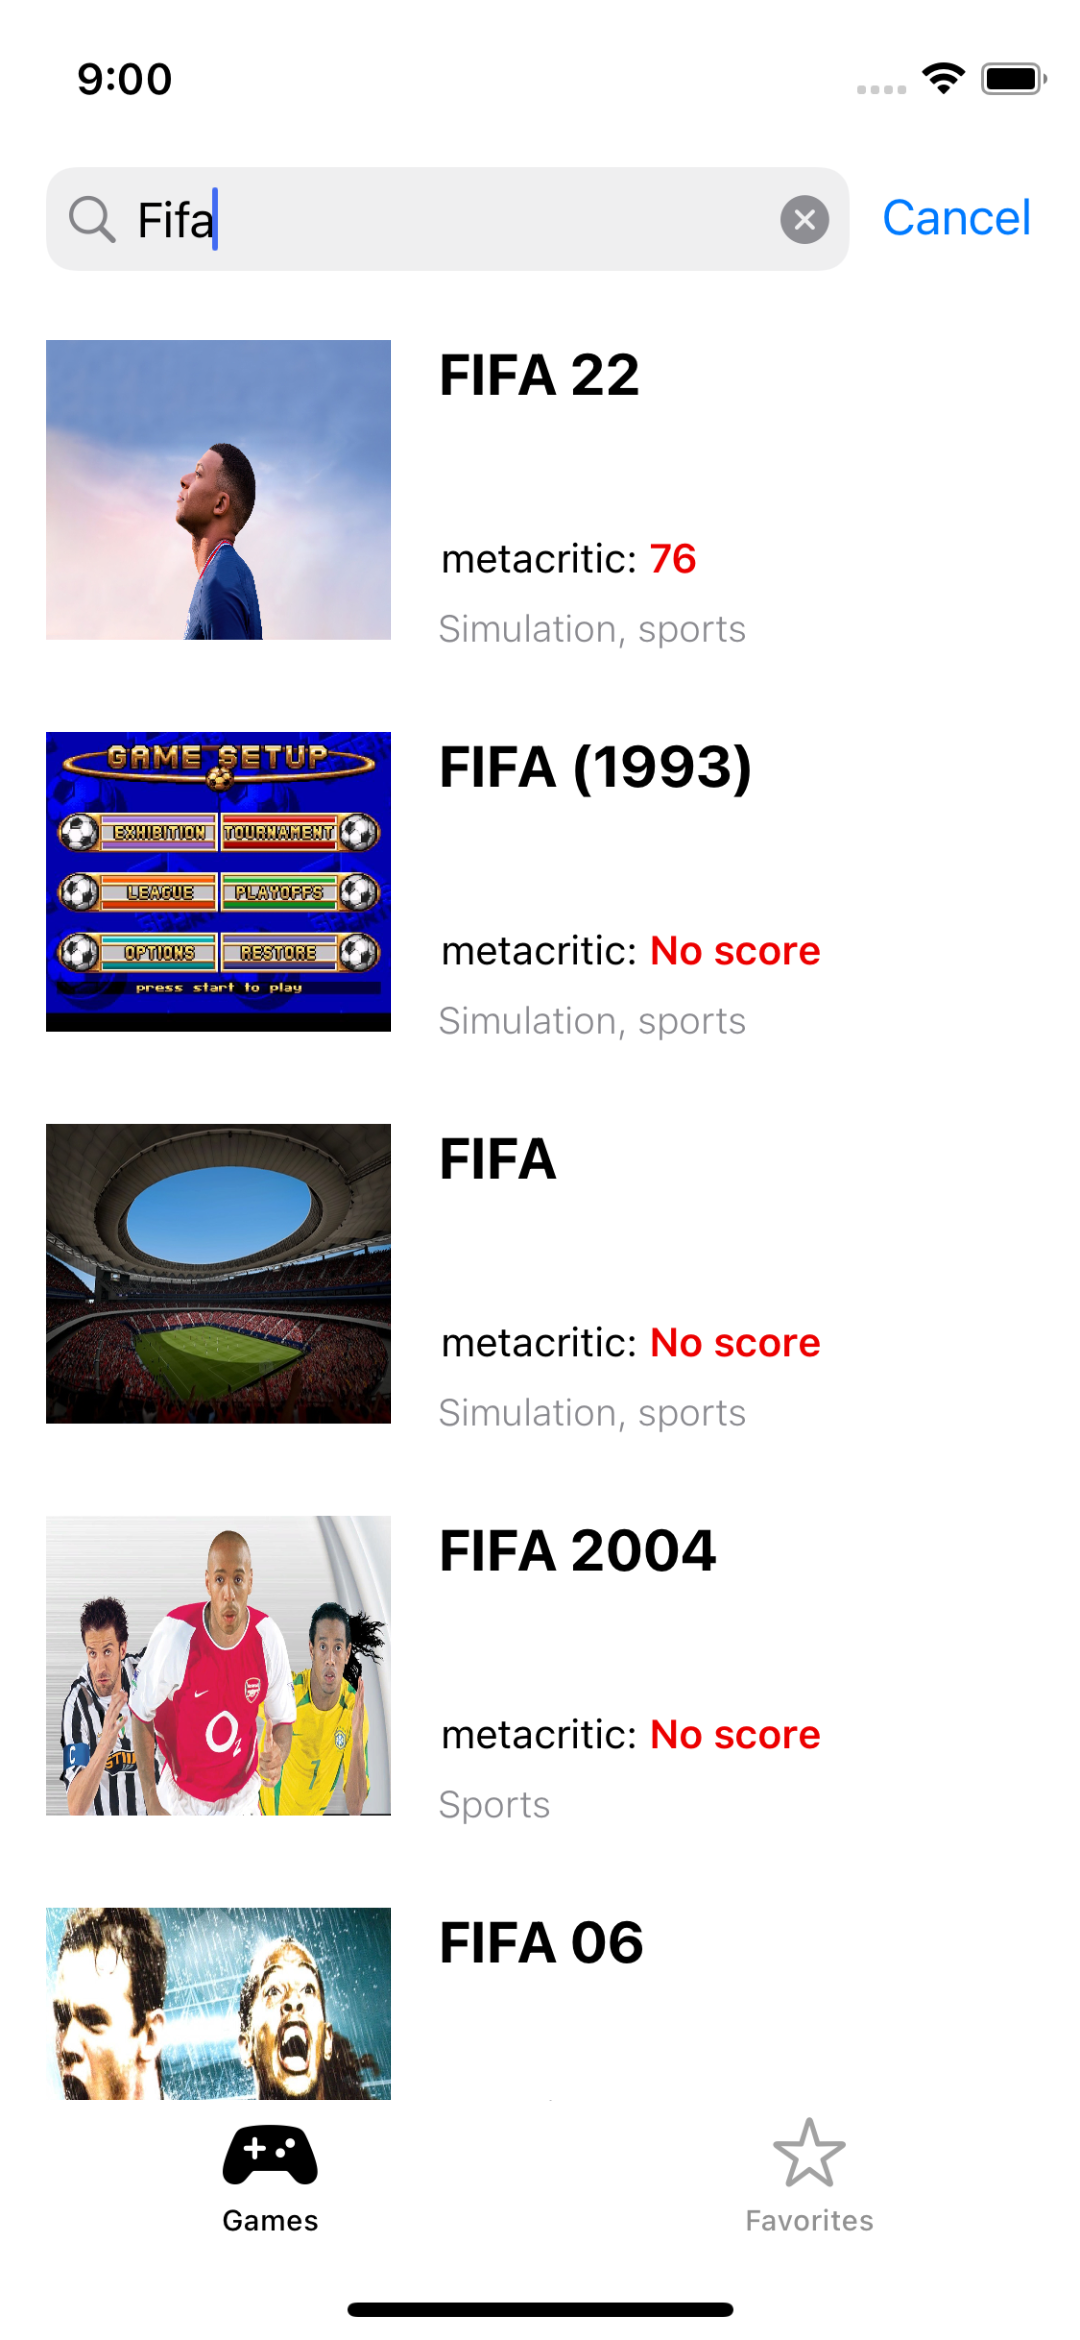 9:00
Fifa
Cancel
FIFA 22
metacritic: 76
Simulation, sports
GAME SETUP
EXHIBITION TOURNAMENT
LEAGUE PLAYOFFS
OPTIONS RESTORE
press start to play
FIFA (1993)
metacritic: No score
Simulation, sports
FIFA
metacritic: No score
Simulation, sports
C
O2
7
FIFA 2004
metacritic: No score
Sports
FIFA 06
Games
Favorites